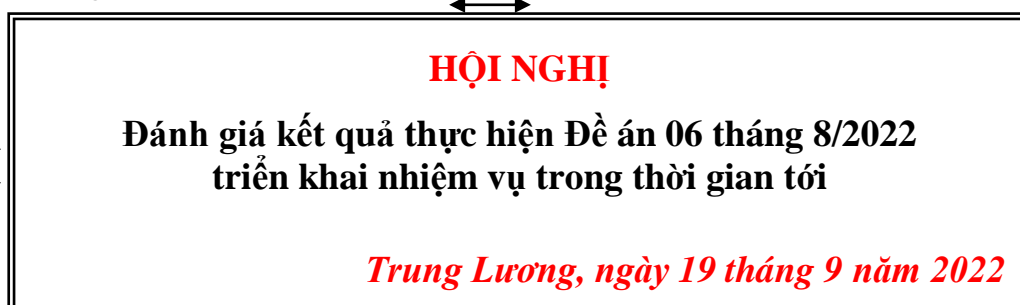 HỘI NGHỊ
Đánh giá kết quả thực hiện Đề án 06 tháng 8/2022
triển khai nhiệm vụ trong thời gian tới
Trung Lương, ngày 19 tháng 9 năm 2022